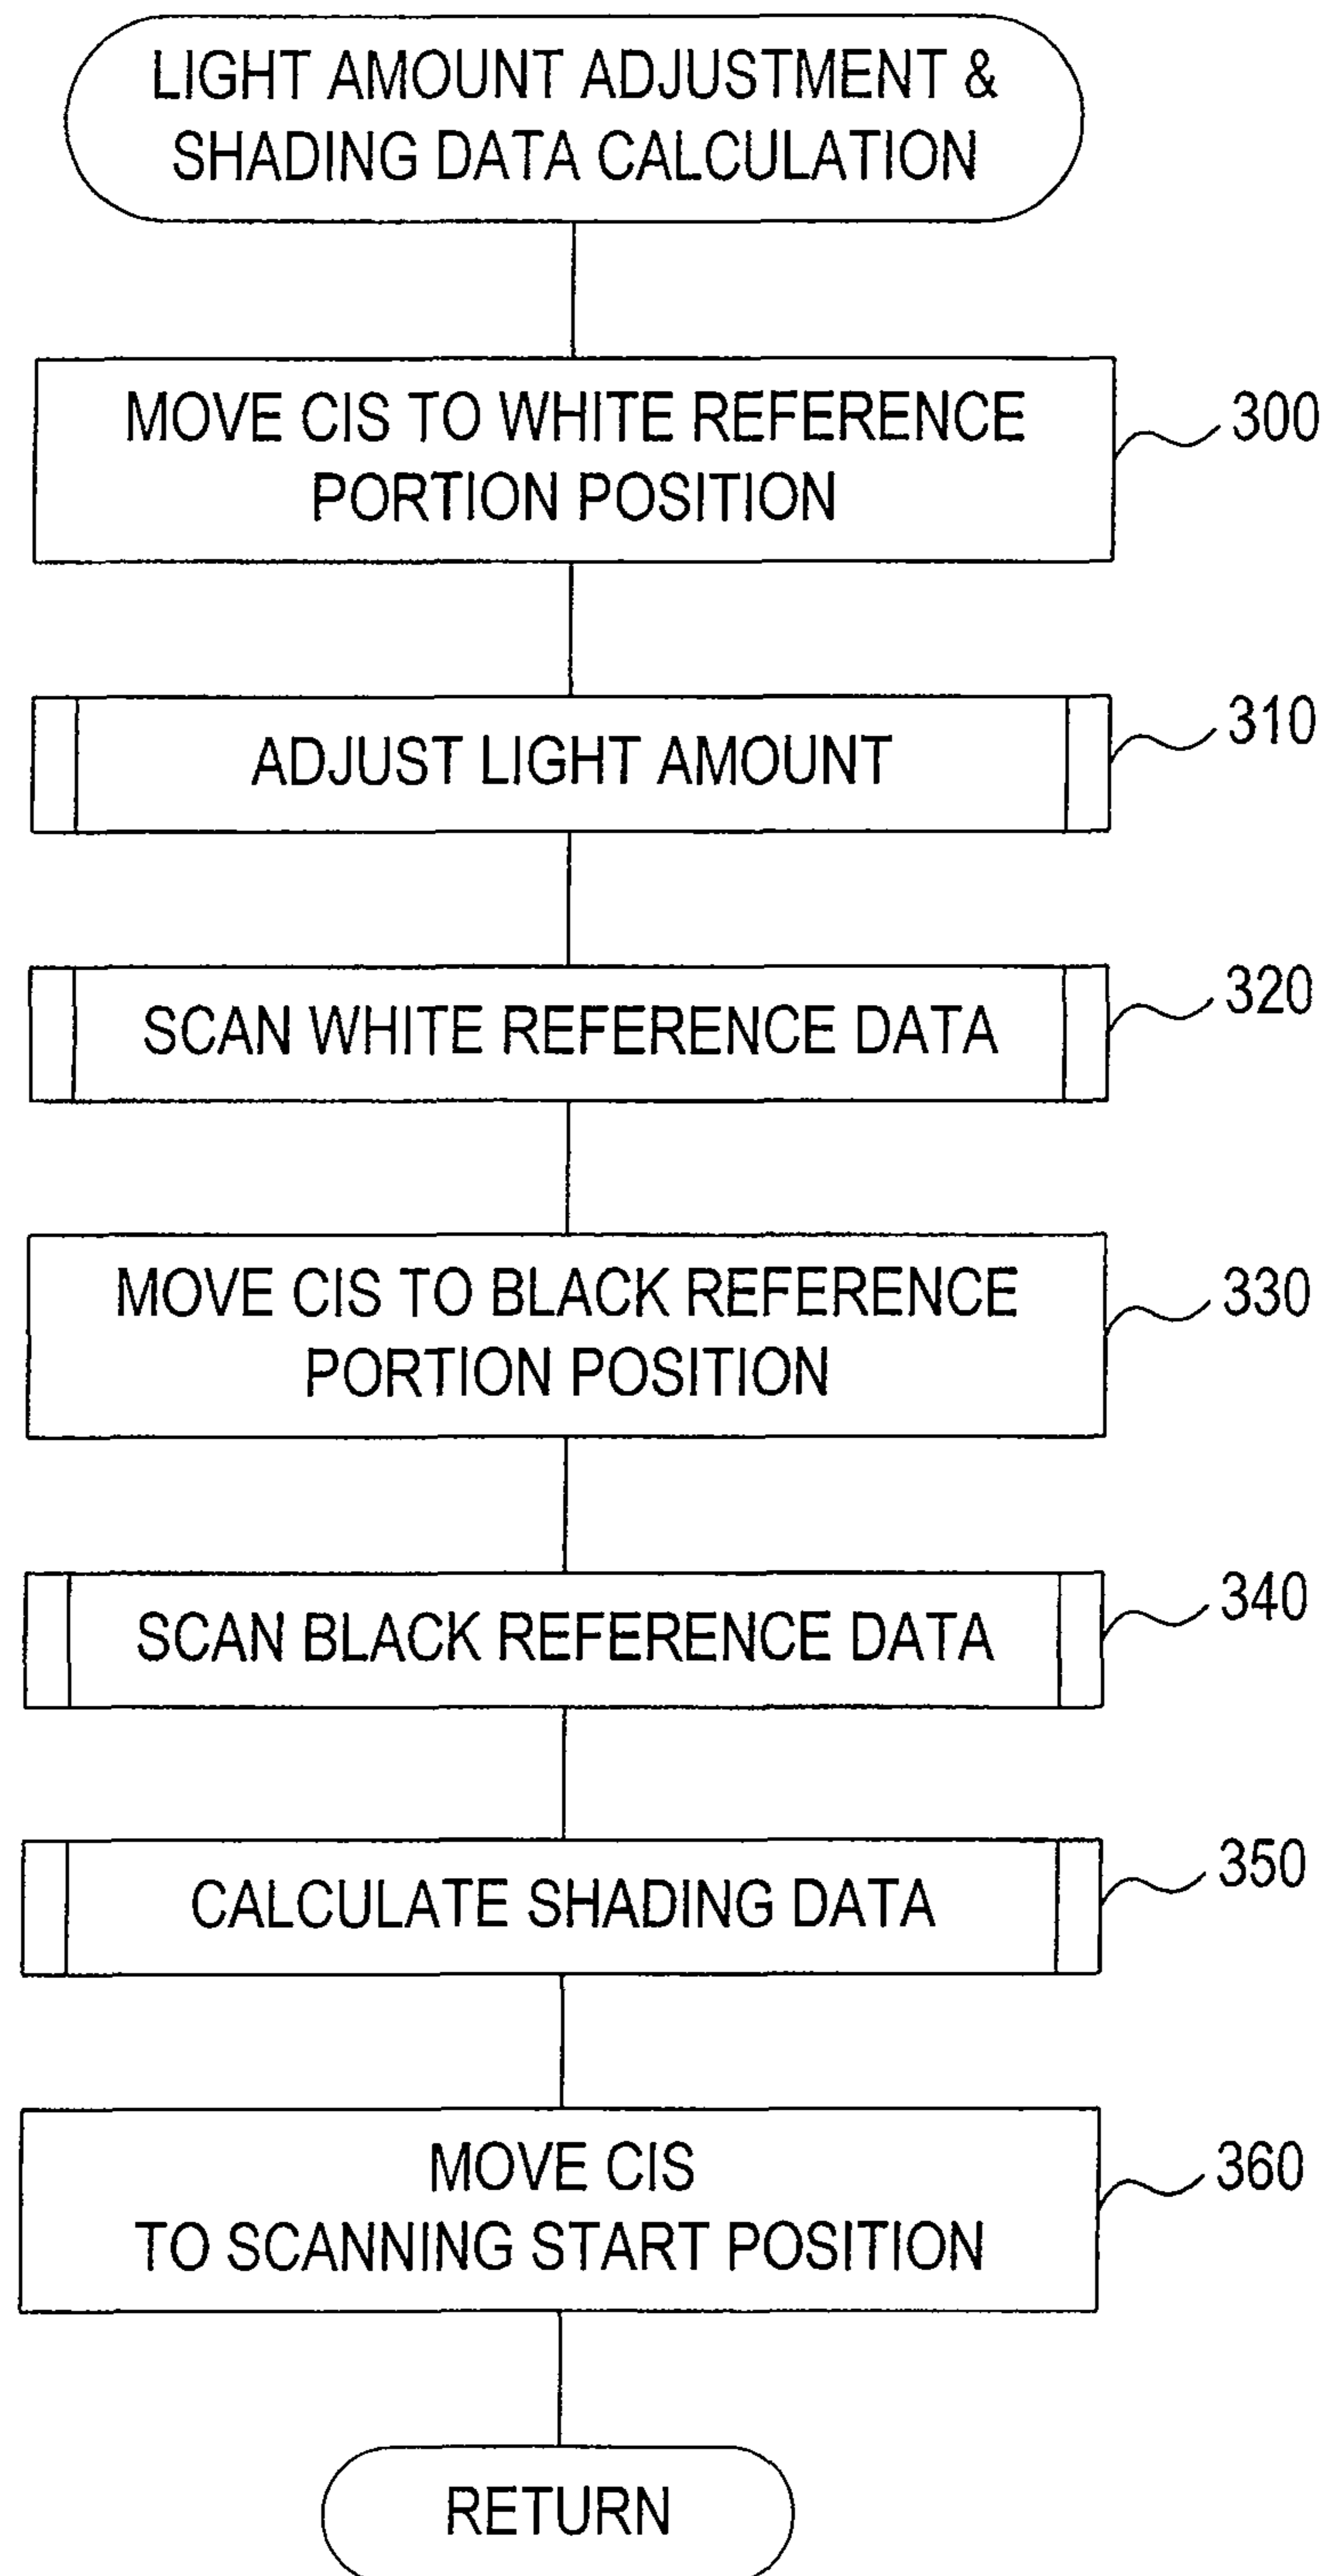 LIGHT AMOUNT ADJUSTMENT &
SHADING DATA CALCULATION
MOVE CIS TO WHITE REFERENCE
PORTION POSITION
300
ADJUST LIGHT AMOUNT
310
SCAN WHITE REFERENCE DATA
320
MOVE CIS TO BLACK REFERENCE
PORTION POSITION
330
SCAN BLACK REFERENCE DATA
340
CALCULATE SHADING DATA
350
MOVE CIS
TO SCANNING START POSITION
360
RETURN